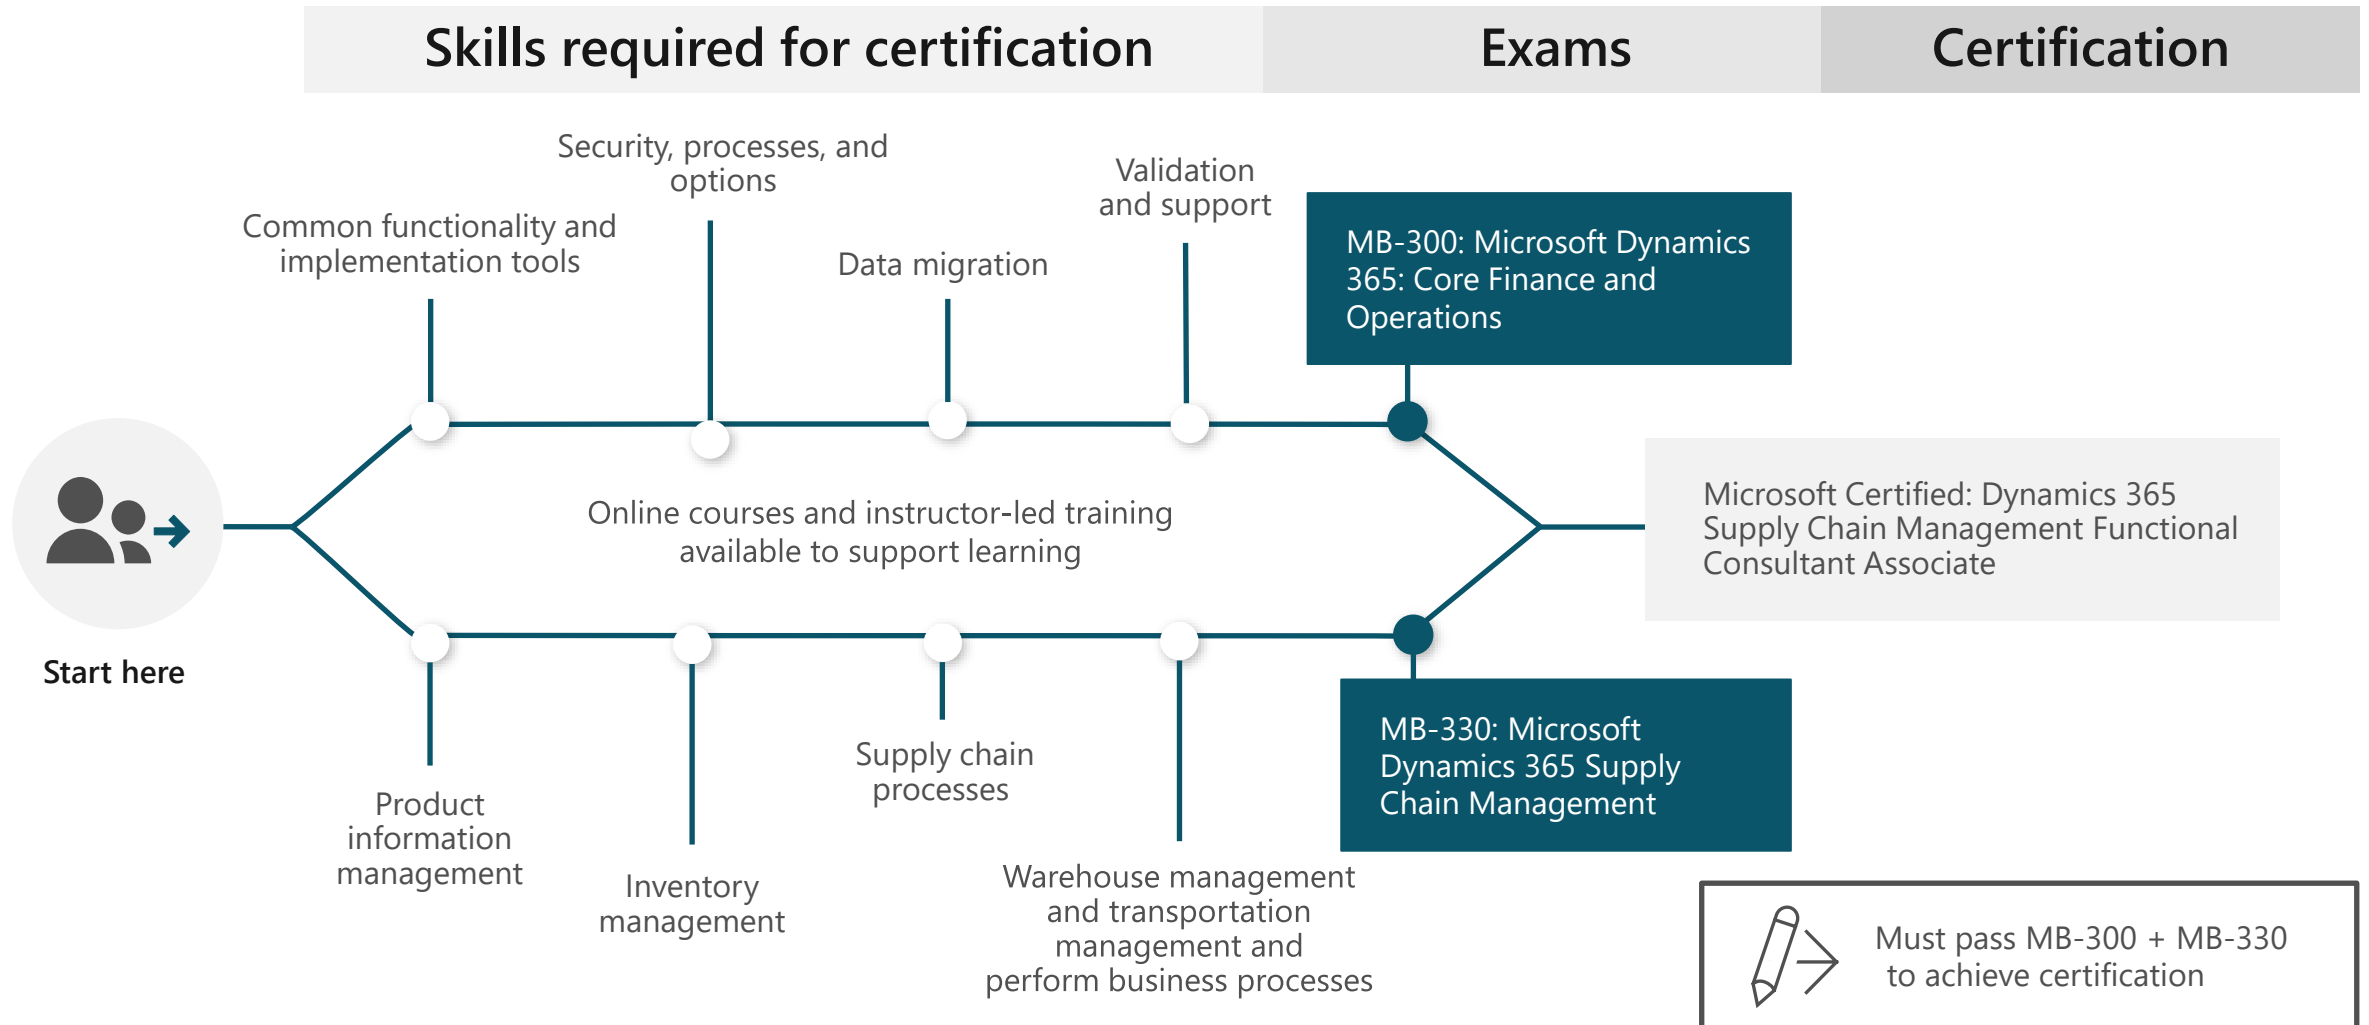 Skills required for certification
Exams
Certification
Security, processes, and
options
Validation
and support
Common functionality and
implementation tools
Data migration
MB-300: Microsoft Dynamics
365: Core Finance and
Operations
Online courses and instructor-led training
available to support learning
Microsoft Certified: Dynamics 365
Supply Chain Management Functional
Consultant Associate
Start here
Product
information
management
Inventory
management
Supply chain
processes
Warehouse management
and transportation
management and
perform business processes
MB-330: Microsoft
Dynamics 365 Supply
Chain Management
Must pass MB-300 + MB-330
to achieve certification